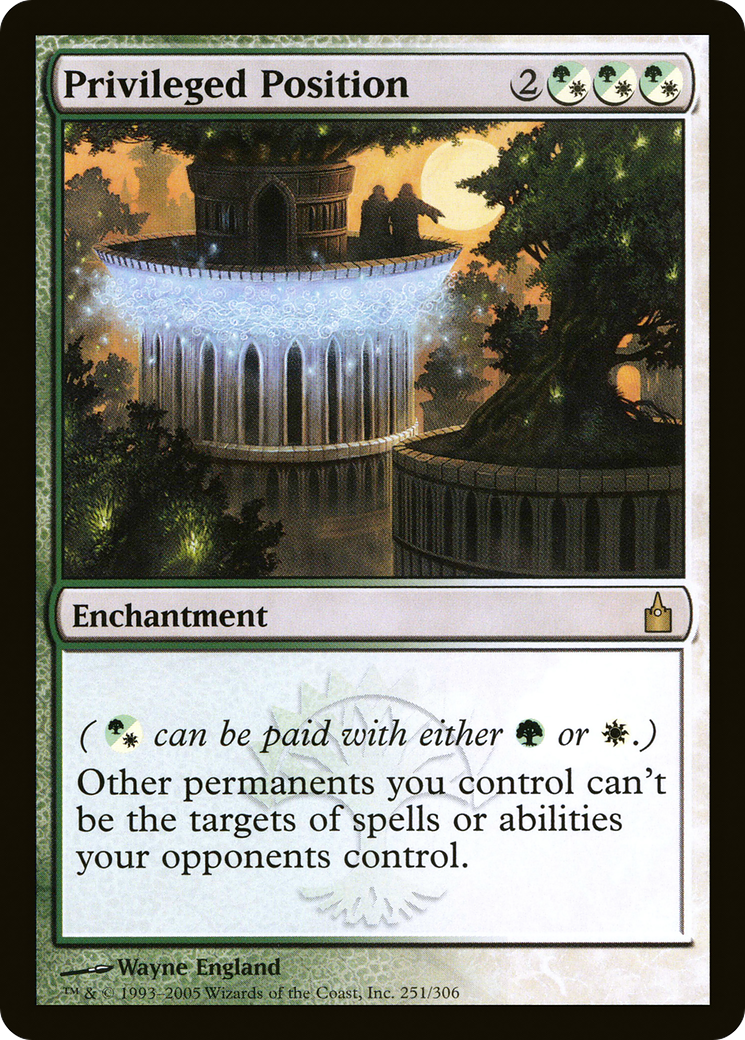 Privileged Position 2
Enchantment
( can be paid with either or .)
Other permanents you control can't
be the targets of spells or abilities
your opponents control.
Wayne England
™ & © 1993–2005 Wizards of the Coast, Inc. 251/306